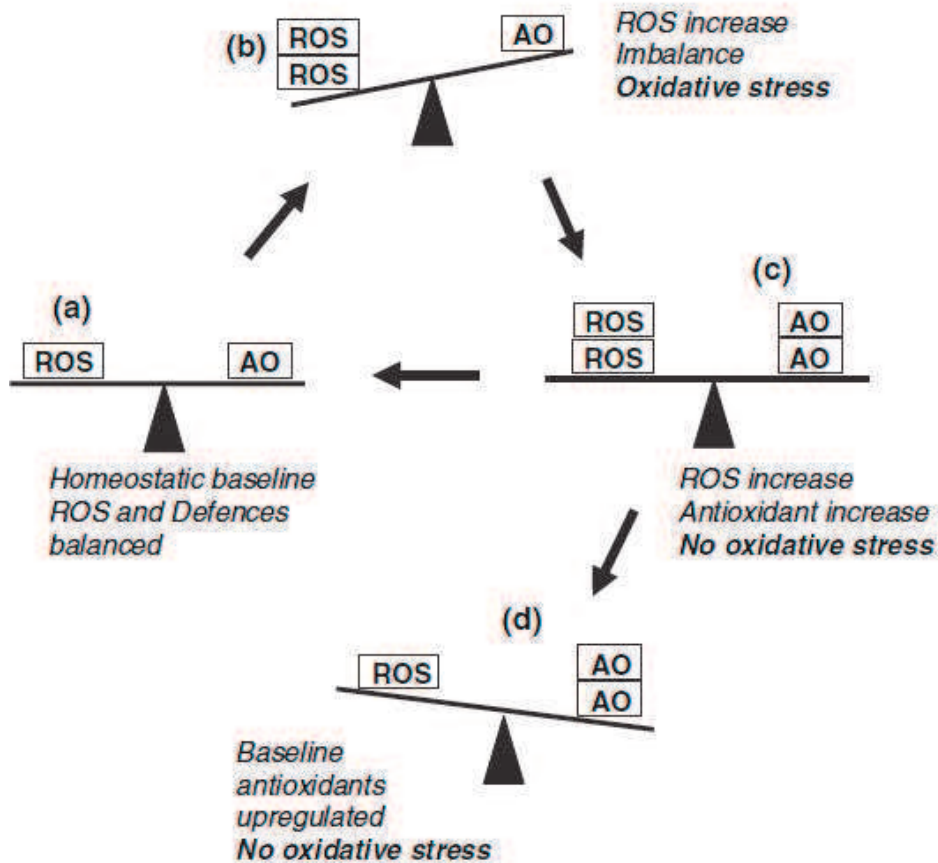 (b)
ROS
ROS
AO
ROS increase
Imbalance
Oxidative stress
(a)
ROS
AO
Homeostatic baseline
ROS and Defences
balanced
(c)
ROS
ROS
AO
AO
ROS increase
Antioxidant increase
No oxidative stress
(d)
ROS
AO
AO
Baseline
antioxidants
upregulated
No oxidative stress